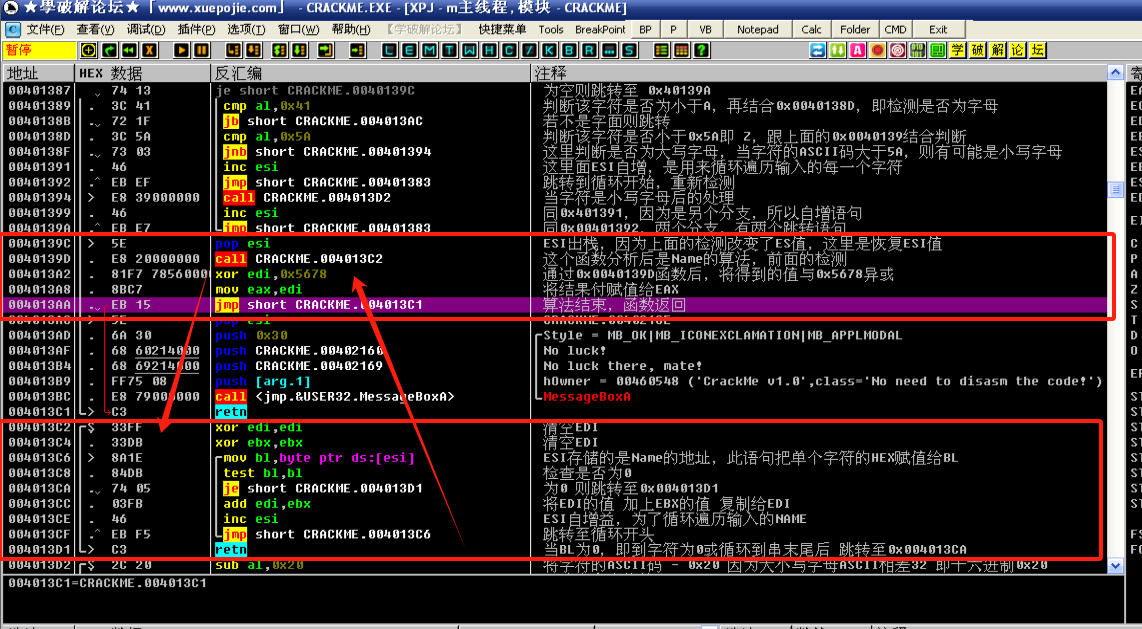 ★學破解论坛★「www.xuepojie.com」 - CRACKME.EXE - [XPJ - m主线程, 模块 - CRACKME]
文件(F) 查看(V) 调试(D) 插件(P) 选项(T) 窗口(W) 帮助(H) 【学破解论坛】 快捷菜单 Tools BreakPoint BP P VB Notepad Calc Folder CMD Exit
暂停 L E M T W H C / K B R ... S 学 破 解 论 坛
地址 HEX 数据 反汇编 注释
00401387 . 74 13 je short CRACKME.0040139C 为空则跳转至 0x40139A
00401389 . 3C 41 cmp al,0x41 判断该字符是否为小于A，再结合0x0040138D，即检测是否为字母
0040138B . 72 1F jb short CRACKME.004013AC 若不是字面则跳转
0040138D . 3C 5A cmp al,0x5A 判断该字符是否小于0x5A即 Z，跟上面的0x0040139结合判断
0040138F . 73 03 jnb short CRACKME.00401394 这里判断是否为大写字母，当字符的ASCII码大于5A，则有可能是小写字母
00401391 . 46 inc esi 这里面ESI自增，是用来循环遍历输入的每一个字符
00401392 .^ EB EF jmp short CRACKME.00401383 跳转到循环开始，重新检测
00401394 > E8 39000000 call CRACKME.004013D2 当字符是小写字母后的处理
00401399 . 46 inc esi 同0x401391，因为是另个分支，所以自增语句
0040139A .^ EB E7 jmp short CRACKME.00401383 同0x00401392，两个分支，有两个跳转语句
0040139C > 5E pop esi ESI出栈，因为上面的检测改变了ES值，这里是恢复ESI值
0040139D . E8 20000000 call CRACKME.004013C2 这个函数分析后是Name的算法，前面的检测
004013A2 . 81F7 7856000 xor edi,0x5678 通过0x0040139D函数后，将得到的值与0x5678异或
004013A8 . 8BC7 mov eax,edi 将结果付赋值给EAX
004013AA . EB 15 jmp short CRACKME.004013C1 算法结束，函数返回
004013AC > 5E pop esi CRACKME.0040218E
004013AD . 6A 30 push 0x30 Style = MB_OK|MB_ICONEXCLAMATION|MB_APPLMODAL
004013AF . 68 60214000 push CRACKME.00402160 No luck!
004013B4 . 68 69214000 push CRACKME.00402169 No luck there, mate!
004013B9 . FF75 08 push [arg.1] hOwner = 00460548 ('CrackMe v1.0',class='No need to disasm the code!')
004013BC . E8 79000000 call <jmp.&USER32.MessageBoxA> MessageBoxA
004013C1 > C3 retn
004013C2 $ 33FF xor edi,edi 清空EDI
004013C4 . 33DB xor ebx,ebx 清空EDI
004013C6 > 8A1E mov bl,byte ptr ds:[esi] ESI存储的是Name的地址，此语句把单个字符的HEX赋值给BL
004013C8 . 84DB test bl,bl 检查是否为0
004013CA . 74 05 je short CRACKME.004013D1 为0 则跳转至0x004013D1
004013CC . 03FB add edi,ebx 将EDI的值 加上EBX的值 复制给EDI
004013CE . 46 inc esi ESI自增益，为了循环遍历输入的NAME
004013CF .^ EB F5 jmp short CRACKME.004013C6 跳转至循环开头
004013D1 > C3 retn 当BL为0，即到字符为0或循环到串末尾后 跳转至0x004013CA
004013D2 $ 2C 20 sub al,0x20 将字符的ASCII码 - 0x20 因为大小写字母ASCII相差32 即十六进制0x20
004013C1=CRACKME.004013C1